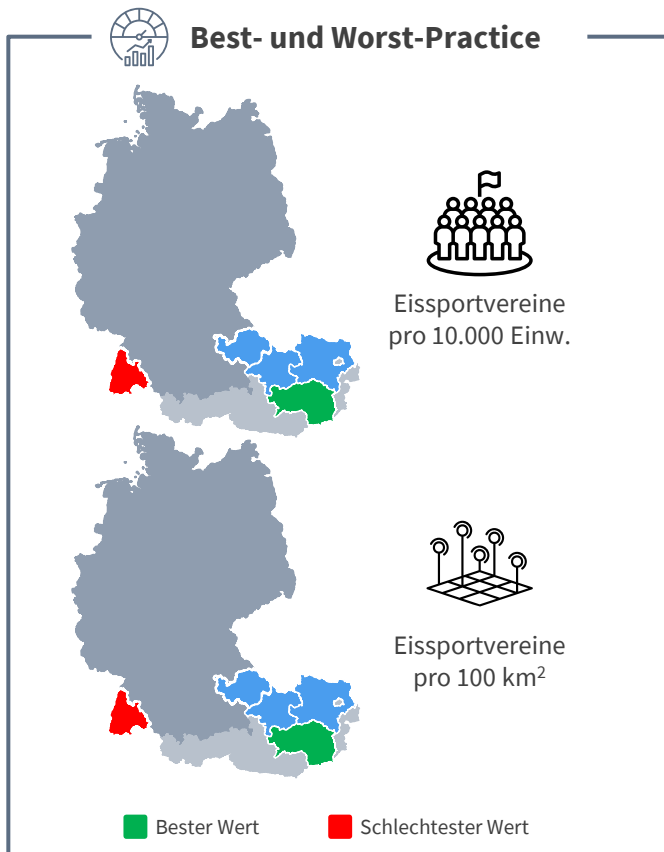 Best- und Worst-Practice
Eissportvereine
pro 10.000 Einw.
Eissportvereine
pro 100 km²
Bester Wert
Schlechtester Wert